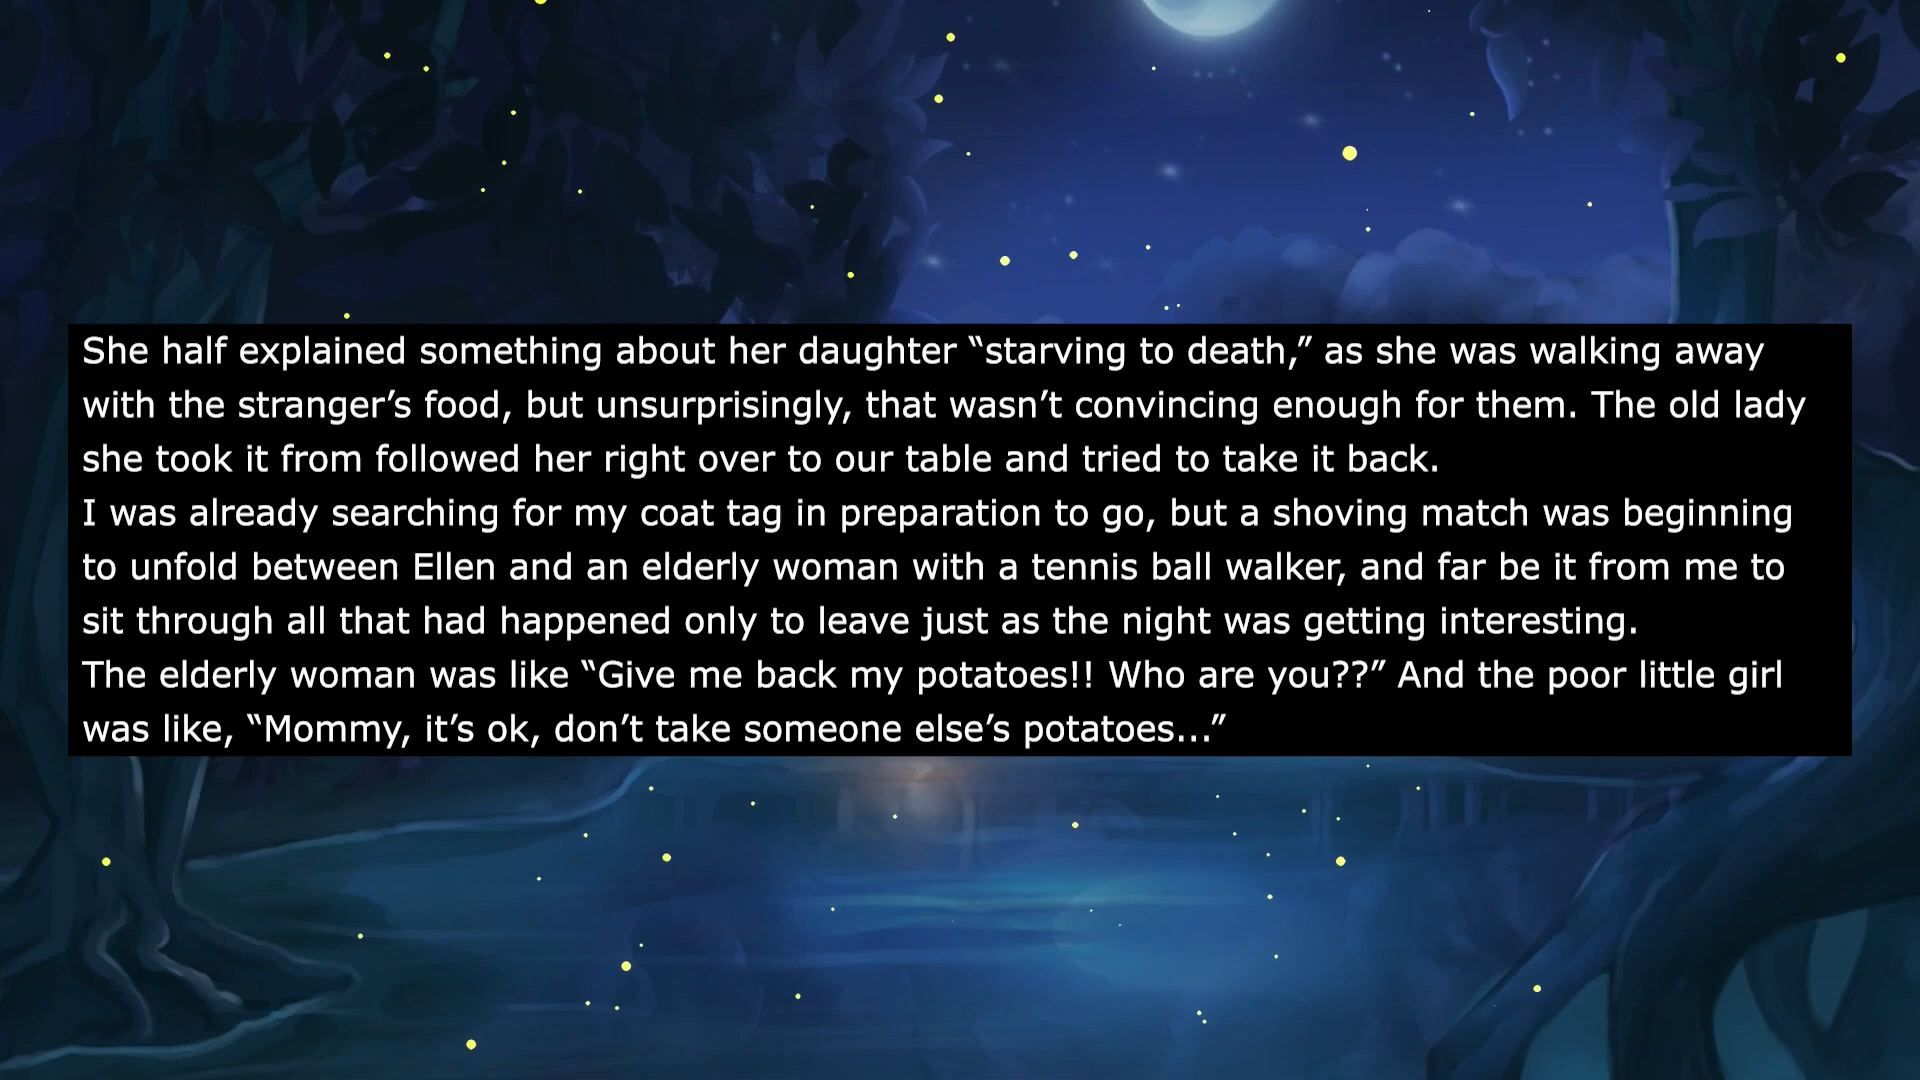 She half explained something about her daughter “starving to death,” as she was walking away
with the stranger’s food, but unsurprisingly, that wasn’t convincing enough for them. The old lady
she took it from followed her right over to our table and tried to take it back.
I was already searching for my coat tag in preparation to go, but a shoving match was beginning
to unfold between Ellen and an elderly woman with a tennis ball walker, and far be it from me to
sit through all that had happened only to leave just as the night was getting interesting.
The elderly woman was like “Give me back my potatoes!! Who are you??” And the poor little girl
was like, “Mommy, it’s ok, don’t take someone else’s potatoes...”